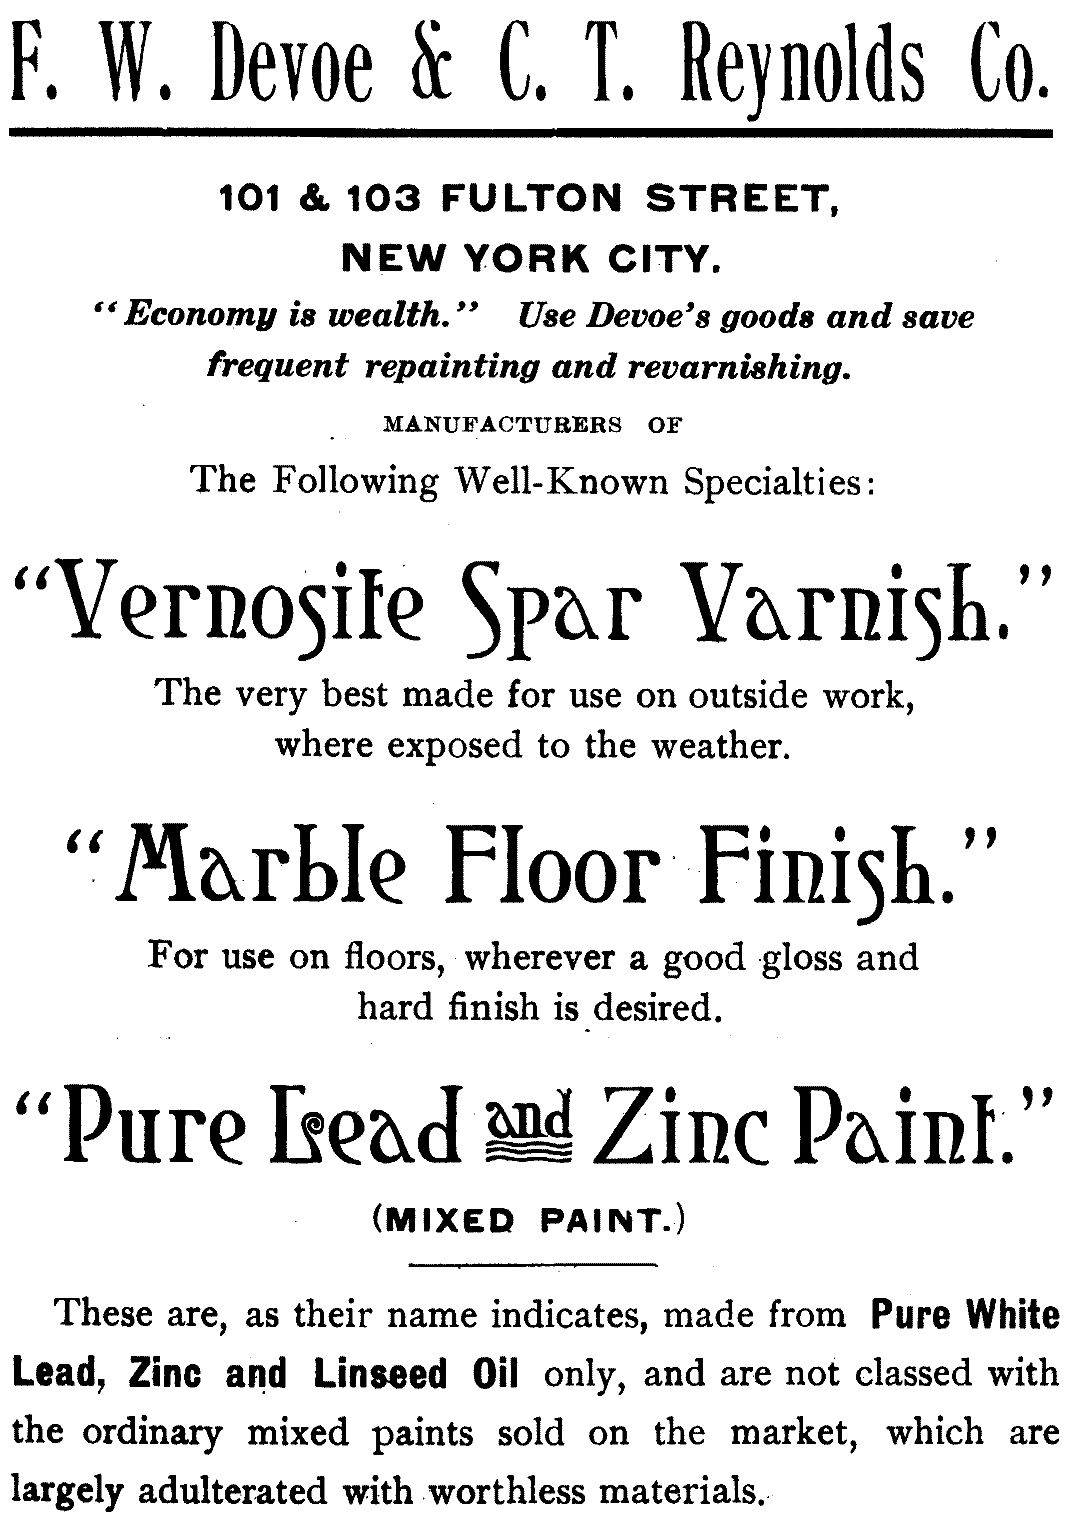 F. W. Devoe & C. T. Reynolds Co.
101 & 103 FULTON STREET,
NEW YORK CITY.
"Economy is wealth." Use Devoe's goods and save
frequent repainting and revarnishing.
MANUFACTURERS OF
The Following Well-Known Specialties:
"Vernosite Spar Varnish."
The very best made for use on outside work,
where exposed to the weather.
"Marble Floor Finish."
For use on floors, wherever a good gloss and
hard finish is desired.
"Pure Lead and Zinc Paint."
(MIXED PAINT.)
These are, as their name indicates, made from Pure White
Lead, Zinc and Linseed Oil only, and are not classed with
the ordinary mixed paints sold on the market, which are
largely adulterated with worthless materials.